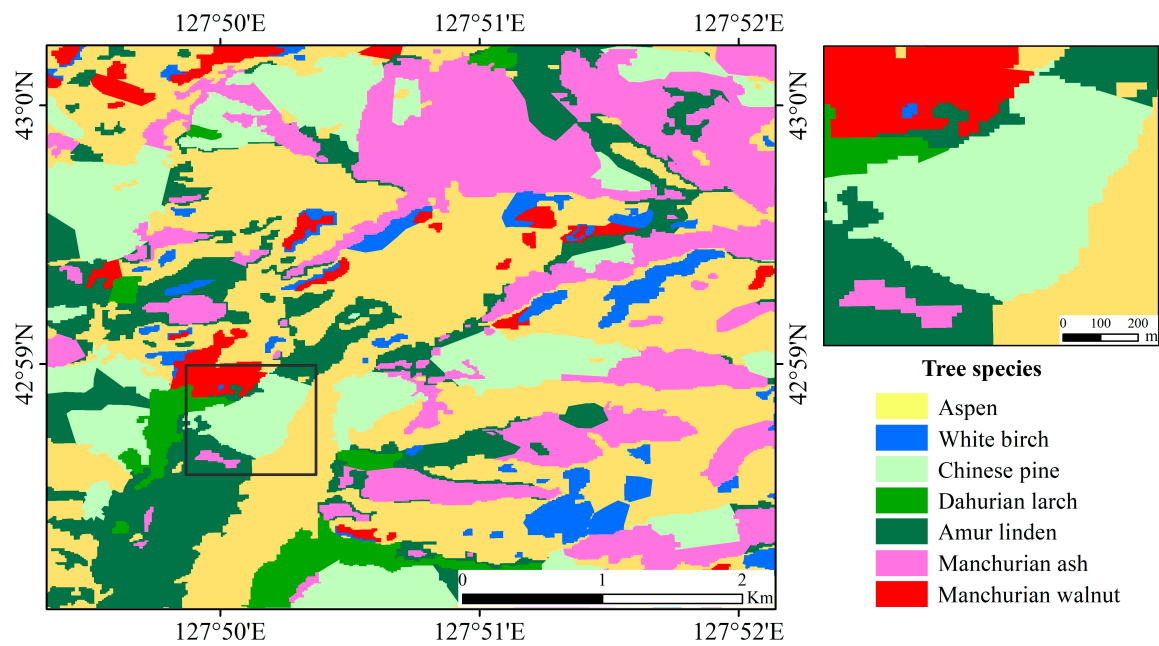 127°50'E 127°51'E 127°52'E
43°0'N
43°0'N
42°59'N
42°59'N
0 100 200
m
Tree species
Aspen
White birch
Chinese pine
Dahurian larch
Amur linden
Manchurian ash
Manchurian walnut
0 1 2
Km
127°50'E 127°51'E 127°52'E